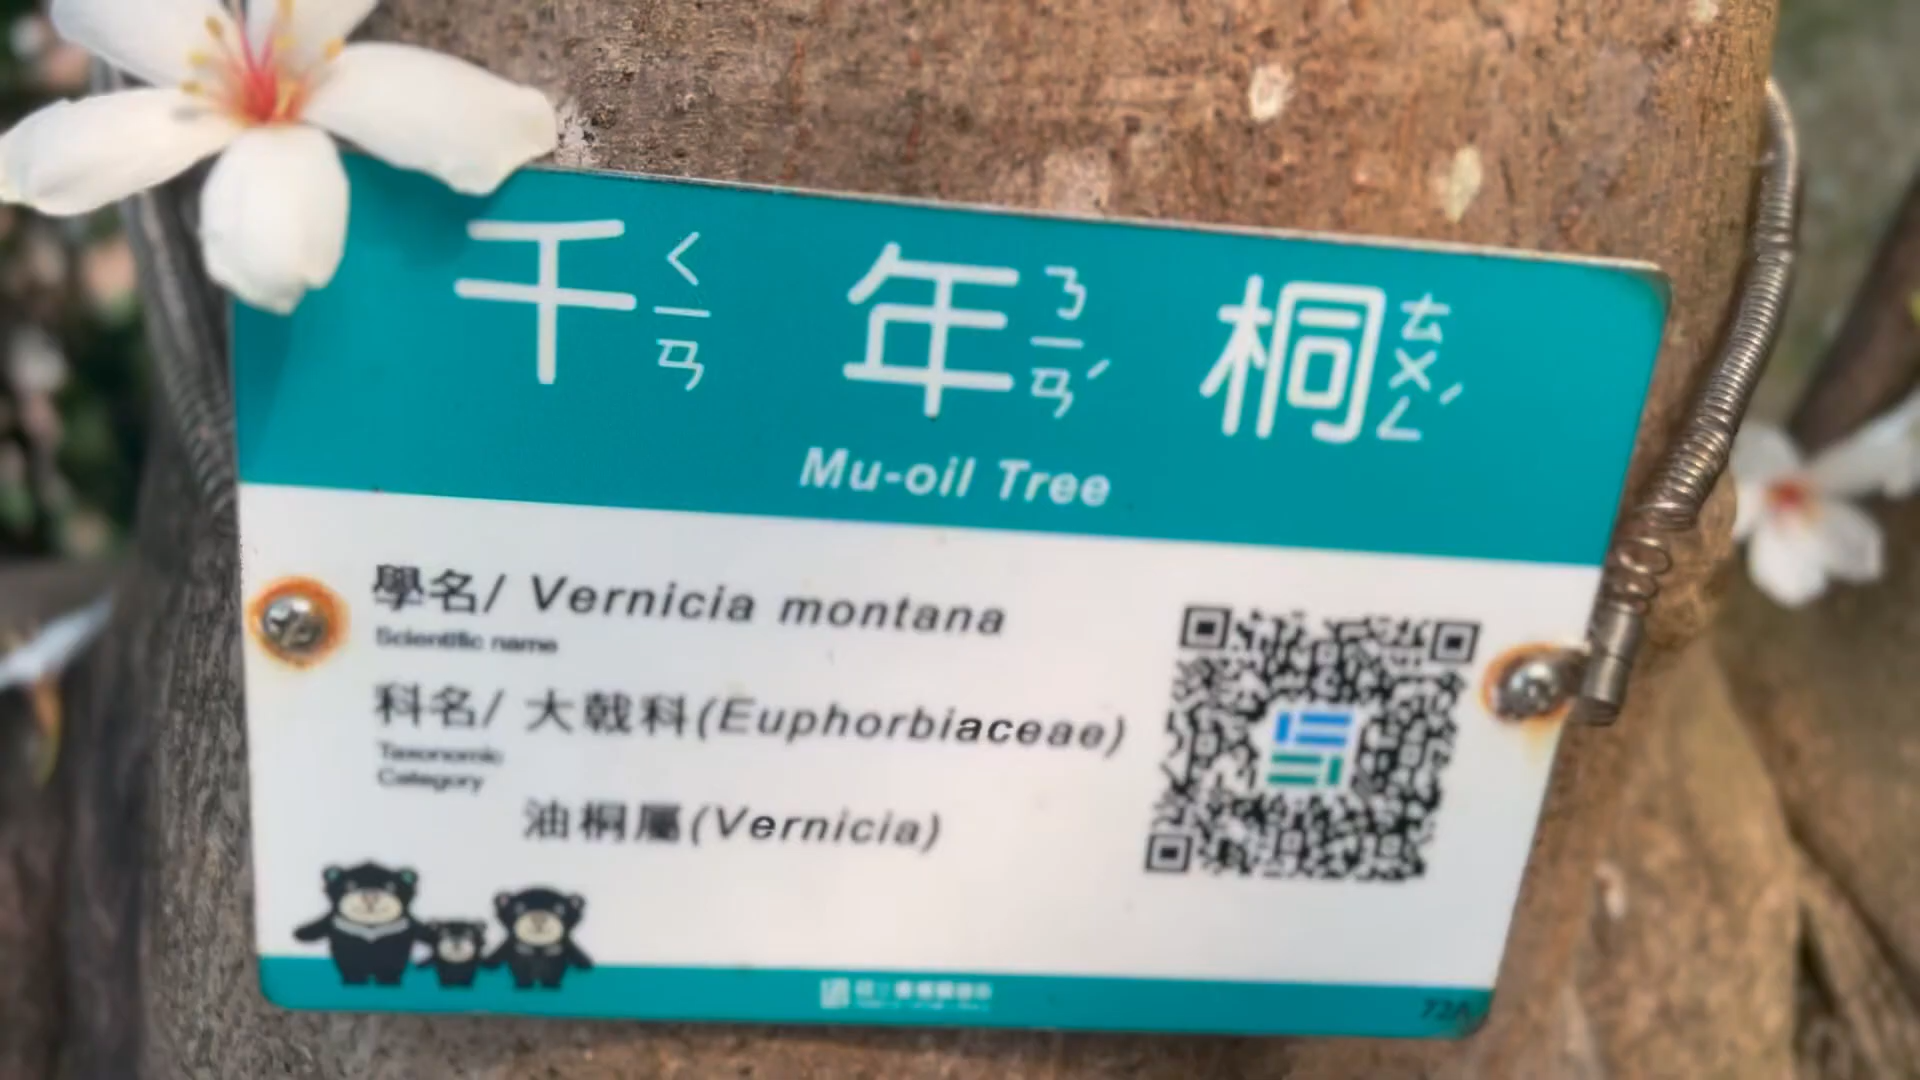 千ㄑㄧㄢ 年ㄋㄧㄢˊ 桐ㄊㄨㄥˊ
Mu-oil Tree
學名/ Vernicia montana
Scientific name
科名/ 大戟科(Euphorbiaceae)
Taxonomic
Category
油桐屬(Vernicia)